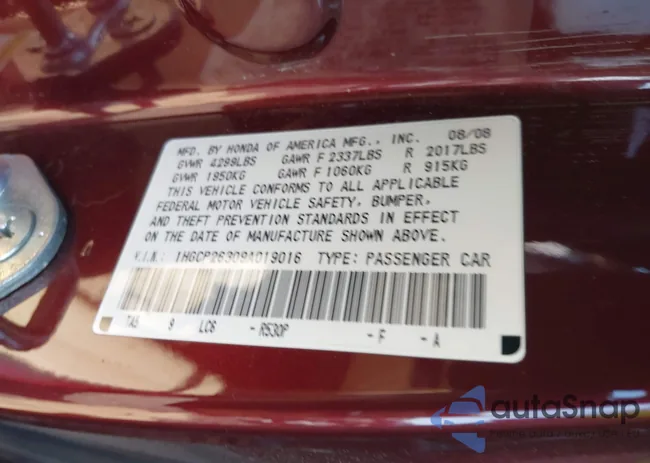 MFD. BY HONDA OF AMERICA MFG., INC. 08/08
GVWR 4299LBS GAWR F 2337LBS R 2017LBS
GVWR 1950KG GAWR F 1060KG R 915KG
THIS VEHICLE CONFORMS TO ALL APPLICABLE
FEDERAL MOTOR VEHICLE SAFETY, BUMPER,
AND THEFT PREVENTION STANDARDS IN EFFECT
ON THE DATE OF MANUFACTURE SHOWN ABOVE.
V.I.N.: 1HGCP26309A019016 TYPE: PASSENGER CAR
TA5 9 LC6 -R530P -F -A
autoSnap